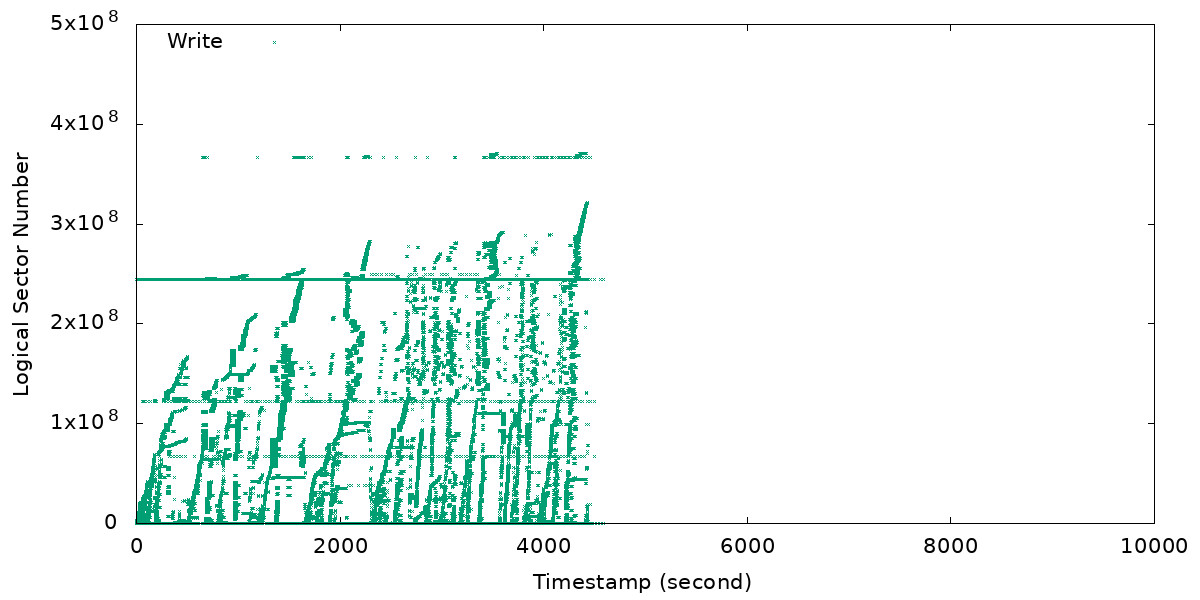 5x10^8
Write
4x10^8
3x10^8
2x10^8
1x10^8
0
Logical Sector Number
0 2000 4000 6000 8000 10000
Timestamp (second)